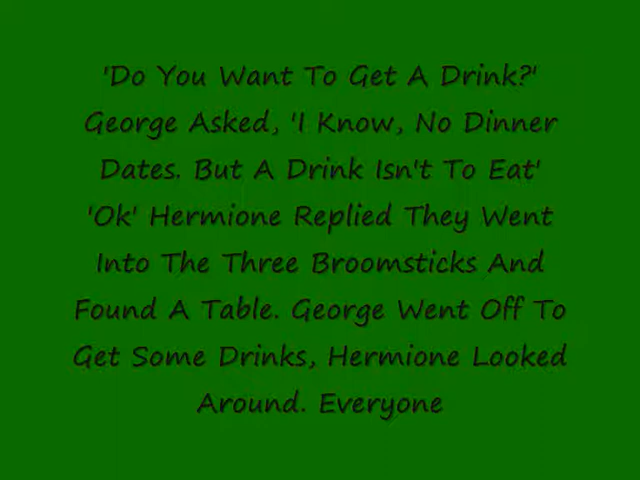 'Do You Want To Get A Drink?'
George Asked, 'I Know, No Dinner
Dates. But A Drink Isn't To Eat'
'Ok' Hermione Replied They Went
Into The Three Broomsticks And
Found A Table. George Went Off To
Get Some Drinks, Hermione Looked
Around. Everyone